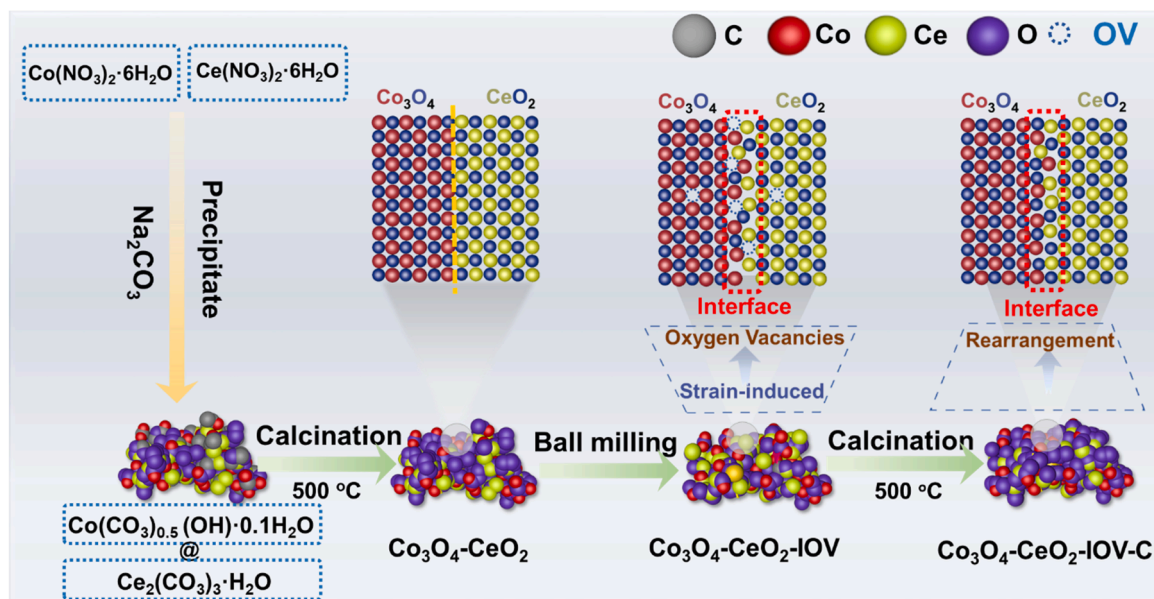 C Co Ce O OV
Co(NO₃)₂·6H₂O
Ce(NO₃)₂·6H₂O
Co₃O₄ CeO₂
Co₃O₄ CeO₂
Co₃O₄ CeO₂
Na₂CO₃
Precipitate
Interface
Interface
Oxygen Vacancies
Strain-induced
Rearrangement
Calcination
500 °C
Ball milling
Calcination
500 °C
Co(CO₃)₀.₅(OH)·0.1H₂O
@
Ce₂(CO₃)₃·H₂O
Co₃O₄-CeO₂
Co₃O₄-CeO₂-IOV
Co₃O₄-CeO₂-IOV-C